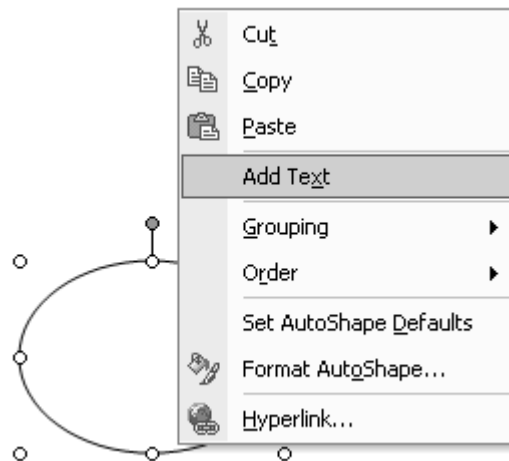 Cut
Copy
Paste
Add Text
Grouping
Order
Set AutoShape Defaults
Format AutoShape...
Hyperlink...